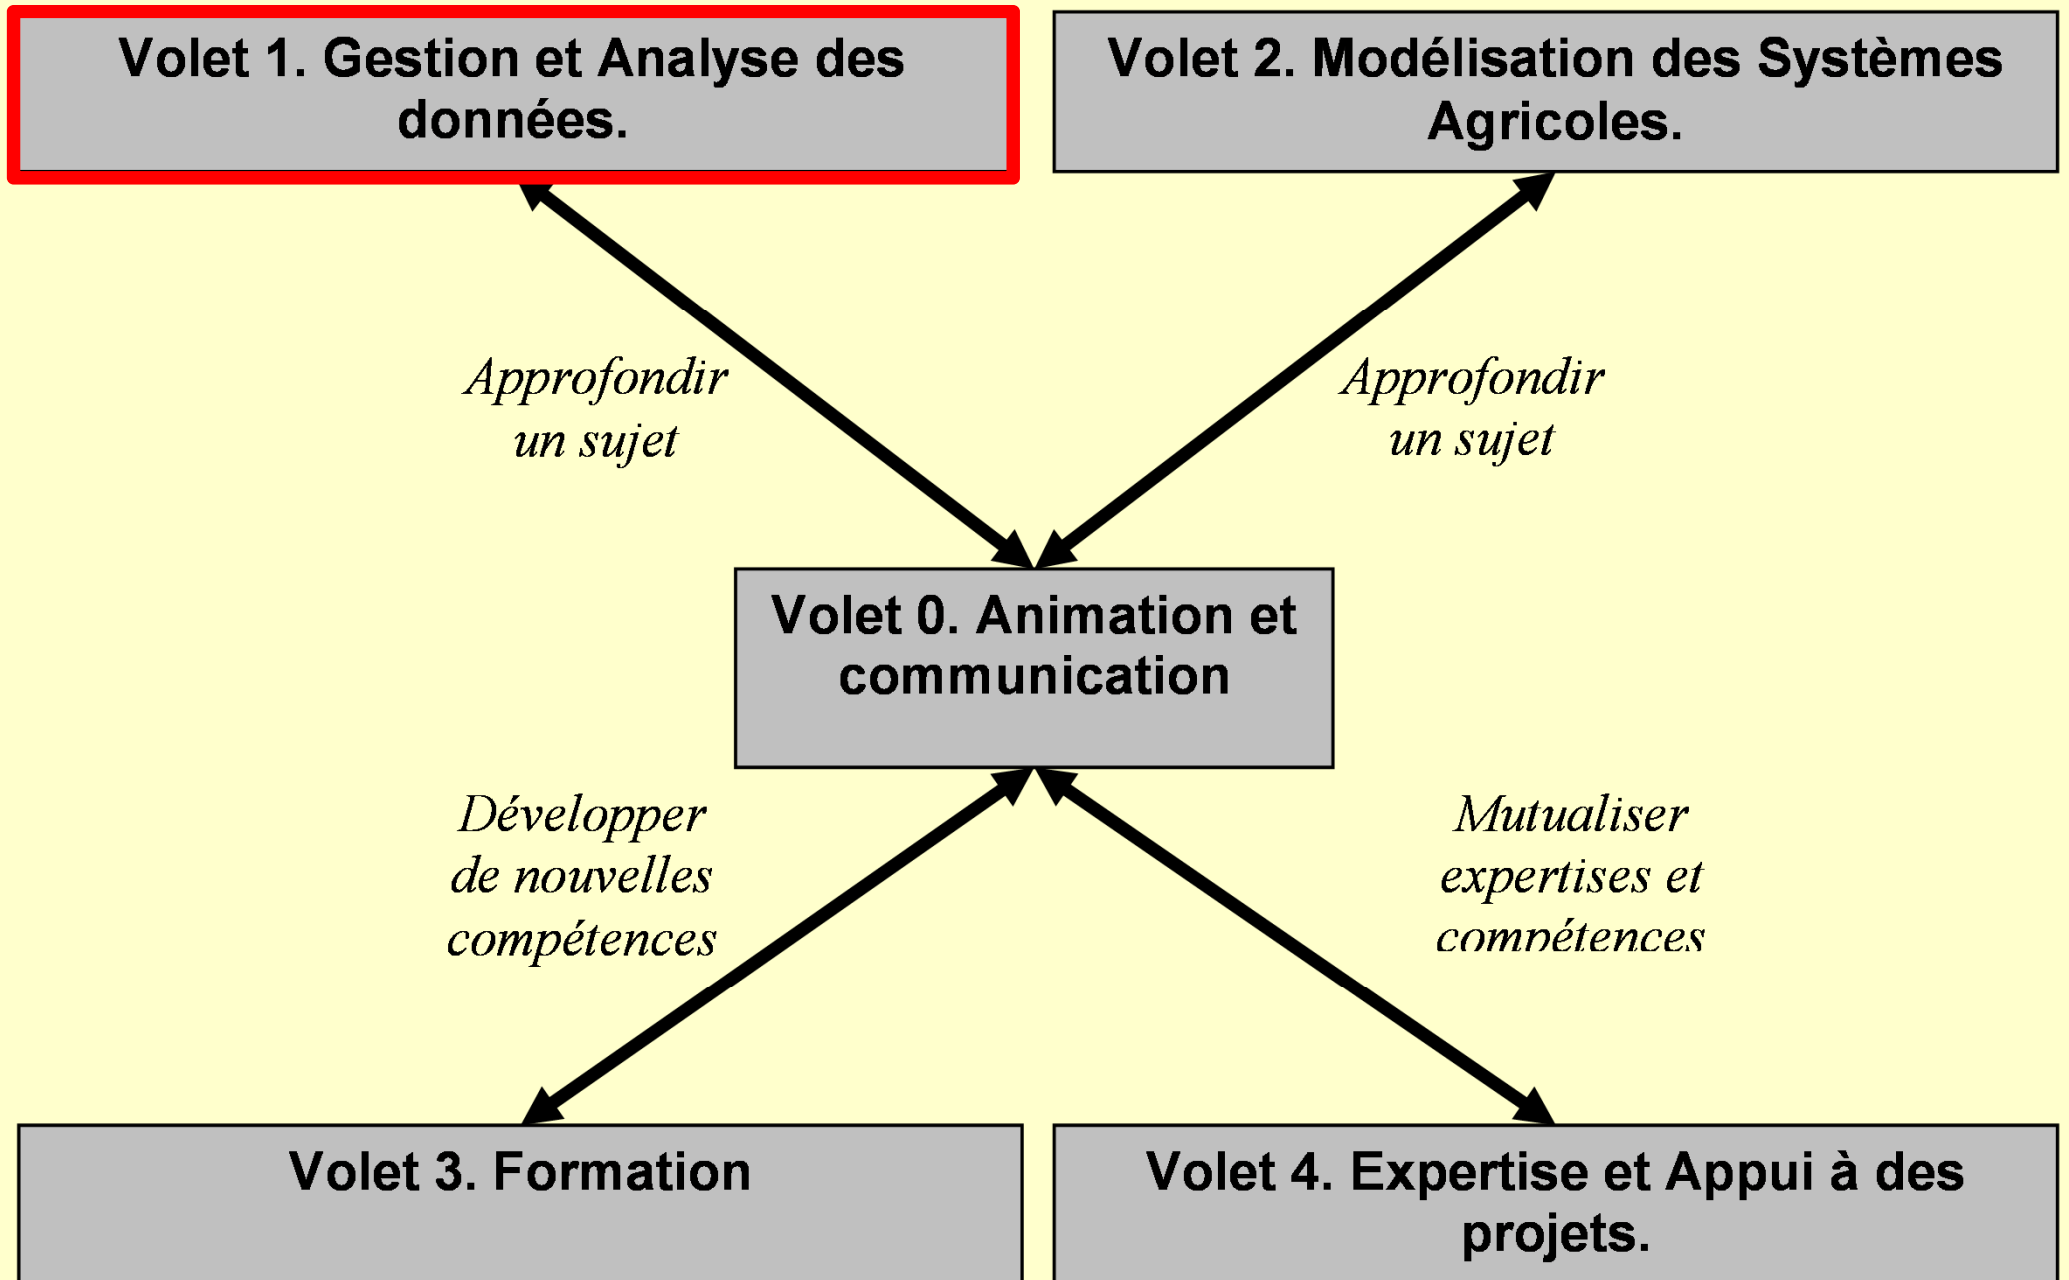 Volet 1. Gestion et Analyse des
données.
Volet 2. Modélisation des Systèmes
Agricoles.
Approfondir
un sujet
Approfondir
un sujet
Volet 0. Animation et
communication
Développer
de nouvelles
compétences
Mutualiser
expertises et
compétences
Volet 3. Formation
Volet 4. Expertise et Appui à des
projets.